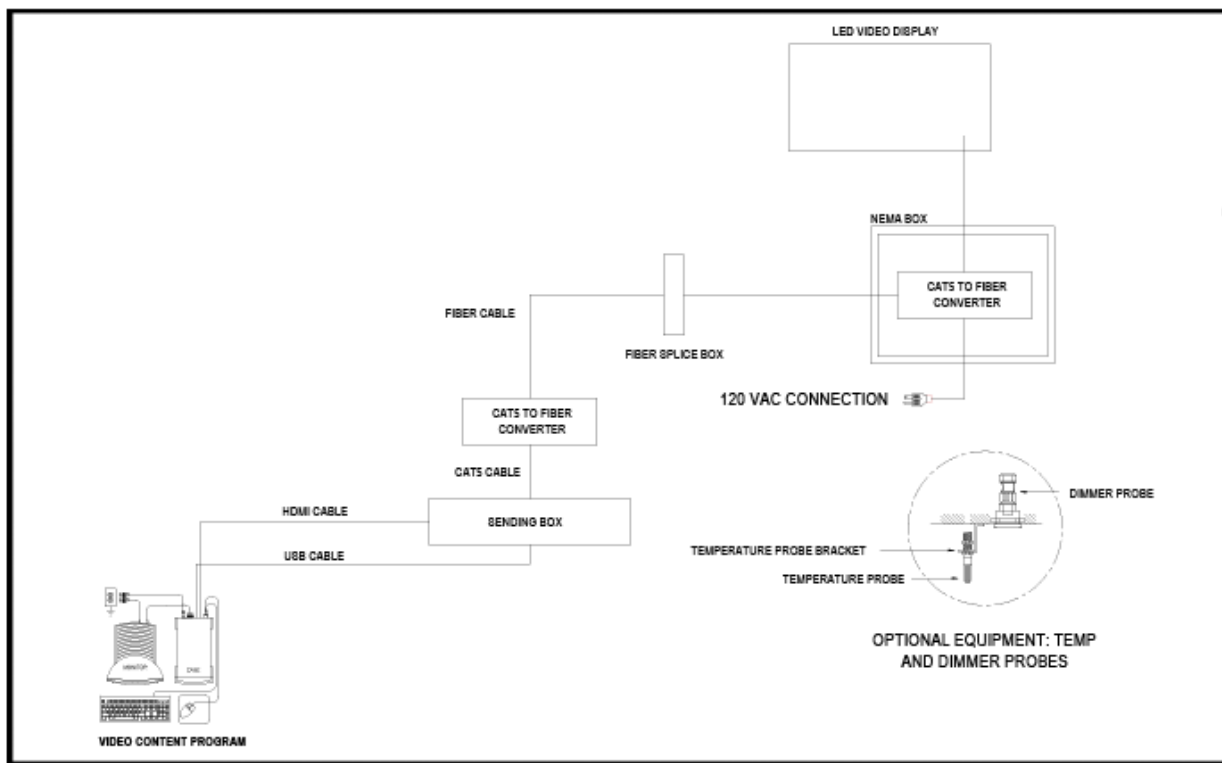 LED VIDEO DISPLAY
NEMA BOX
CAT5 TO FIBER
CONVERTER
FIBER CABLE
FIBER SPLICE BOX
120 VAC CONNECTION
CAT5 TO FIBER
CONVERTER
CAT5 CABLE
HDMI CABLE
SENDING BOX
USB CABLE
DIMMER PROBE
TEMPERATURE PROBE BRACKET
TEMPERATURE PROBE
OPTIONAL EQUIPMENT: TEMP
AND DIMMER PROBES
MONITOP
VIDEO CONTENT PROGRAM